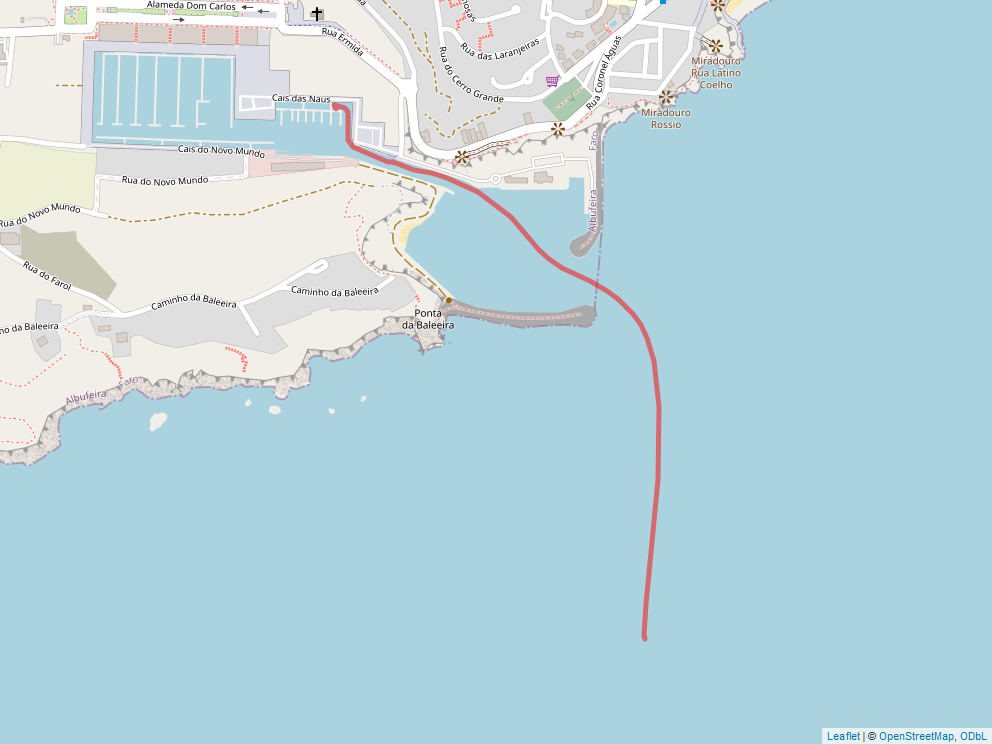 Alameda Dom Carlos
Rua Ermida
Rua das Laranjeiras
Rua do Cerro Grande
Rua Coronel Águas
Miradouro
Rua Latino
Coelho
Miradouro
Rossio
Cais das Naus
Cais do Novo Mundo
Rua do Novo Mundo
Rua do Novo Mundo
Faro
Albufeira
Rua do Farol
Caminho da Baleeira
Caminho da Baleeira
Ponta
da Baleeira
Albufeira
Faro
Leaflet | © OpenStreetMap, ODbL